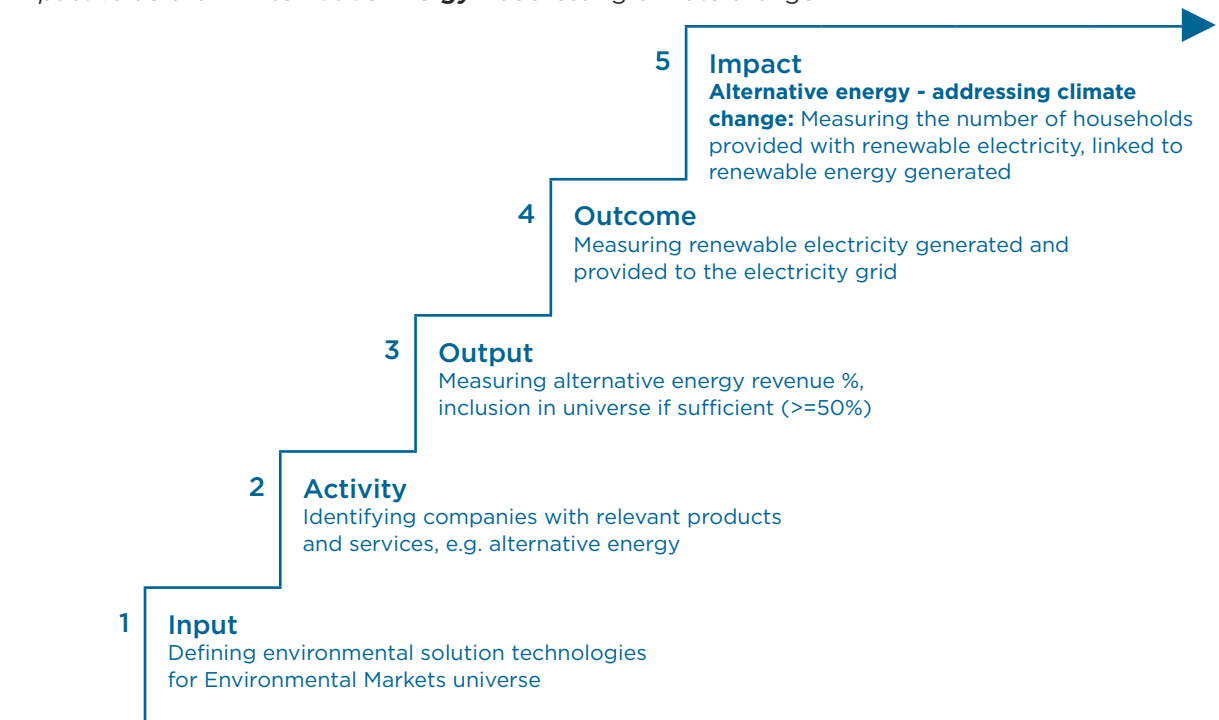 5
Impact
Alternative energy - addressing climate
change: Measuring the number of households
provided with renewable electricity, linked to
renewable energy generated
4
Outcome
Measuring renewable electricity generated and
provided to the electricity grid
3
Output
Measuring alternative energy revenue %,
inclusion in universe if sufficient (>=50%)
2
Activity
Identifying companies with relevant products
and services, e.g. alternative energy
1
Input
Defining environmental solution technologies
for Environmental Markets universe